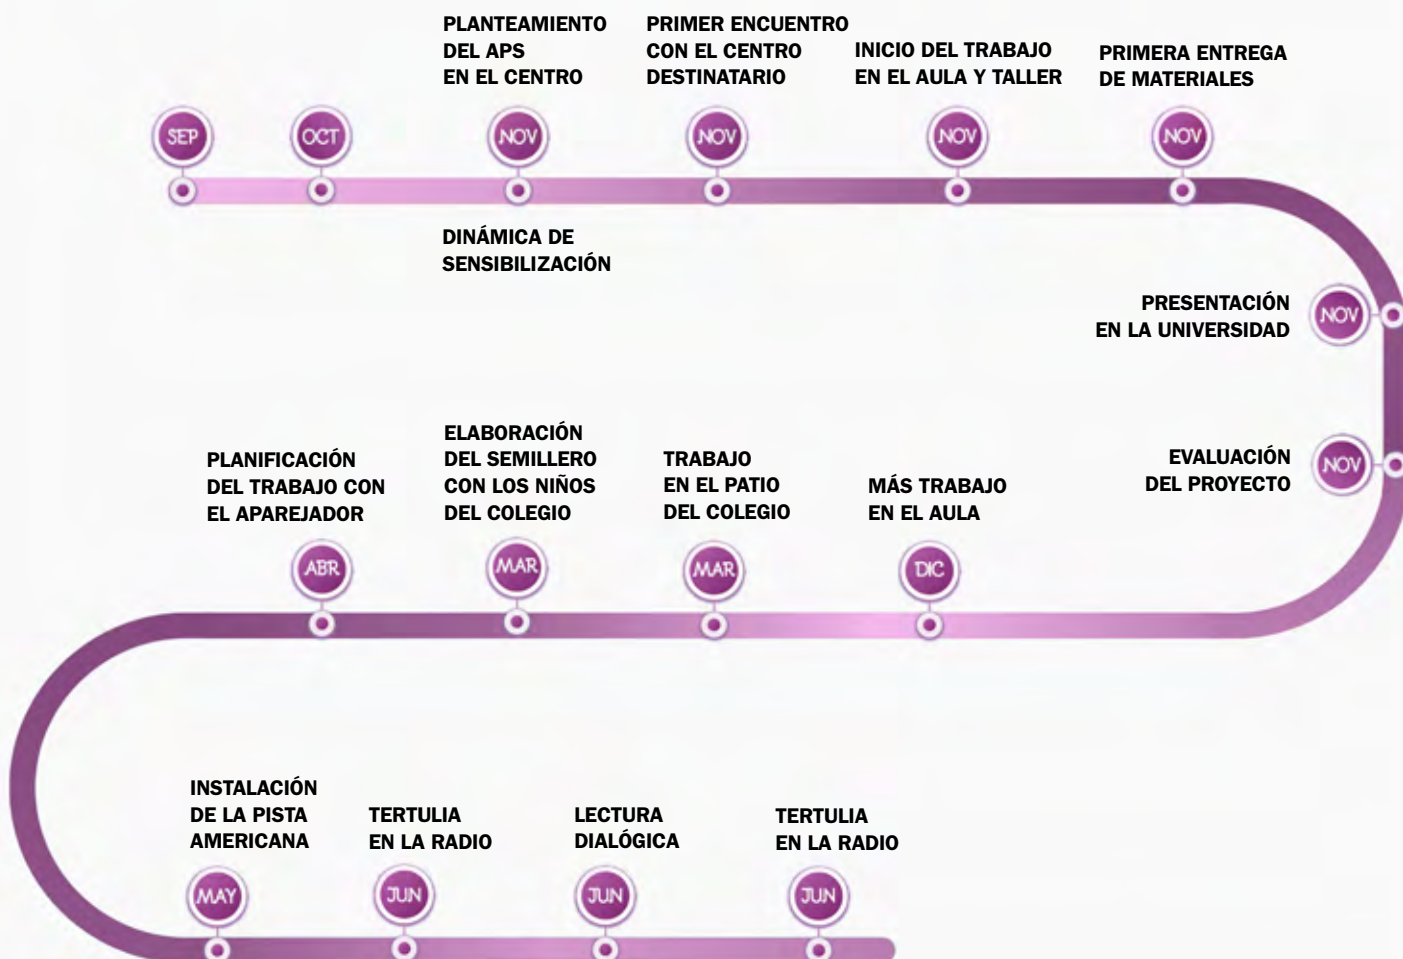 PLANTEAMIENTO
DEL APS
EN EL CENTRO
PRIMER ENCUENTRO
CON EL CENTRO
DESTINATARIO
INICIO DEL TRABAJO
EN EL AULA Y TALLER
PRIMERA ENTREGA
DE MATERIALES
SEP
OCT
NOV
NOV
NOV
NOV
DINÁMICA DE
SENSIBILIZACIÓN
PRESENTACIÓN
EN LA UNIVERSIDAD
NOV
EVALUACIÓN
DEL PROYECTO
NOV
PLANIFICACIÓN
DEL TRABAJO CON
EL APAREJADOR
ELABORACIÓN
DEL SEMILLERO
CON LOS NIÑOS
DEL COLEGIO
TRABAJO
EN EL PATIO
DEL COLEGIO
MÁS TRABAJO
EN EL AULA
ABR
MAR
MAR
DIC
INSTALACIÓN
DE LA PISTA
AMERICANA
TERTULIA
EN LA RADIO
LECTURA
DIALÓGICA
TERTULIA
EN LA RADIO
MAY
JUN
JUN
JUN